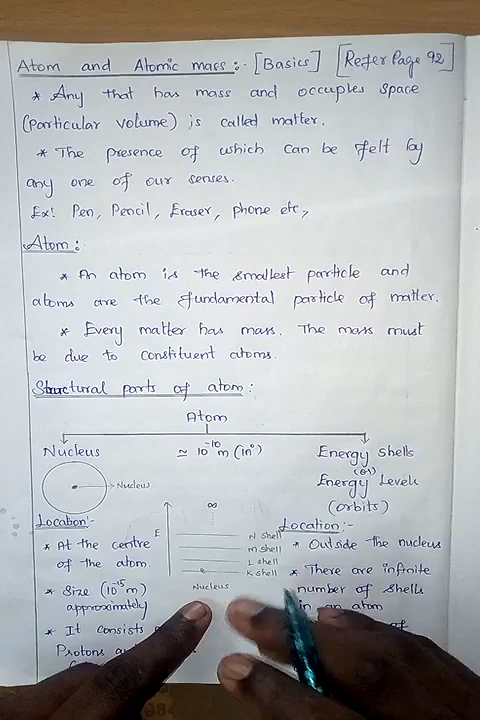 Atom and Atomic mass:- [Basics] [Refer Page 92]
* Any that has mass and occupies space
(Particular volume) is called matter.
* The presence of which can be felt by
any one of our senses.
Ex: Pen, Pencil, Eraser, phone etc,
Atom:-
* An atom is the smallest particle and
atoms are the fundamental particle of matter.
* Every matter has mass. The mass must
be due to constituent atoms.
Structural parts of atom:
Atom
Nucleus
Nucleus
Location:-
* At the centre
of the atom
* Size (10⁻¹⁵m)
approximately
* It consists
Protons
≃ 10⁻¹⁰m (1A°)
∞
E
N Shell
M Shell
L Shell
K Shell
Nucleus
Energy Shells
(or)
Energy Levels
(orbits)
Location:-
* Outside the nucleus
* There are infinite
number of shells
in an atom
of